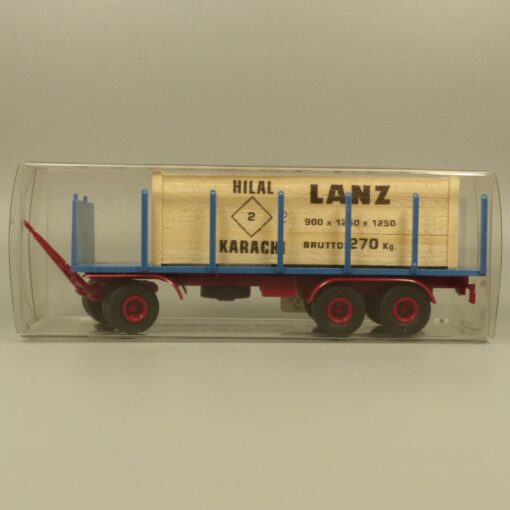 HILAL
2
KARACHI
LANZ
900 x 1250 x 1250
BRUTTO: 270 Kg.